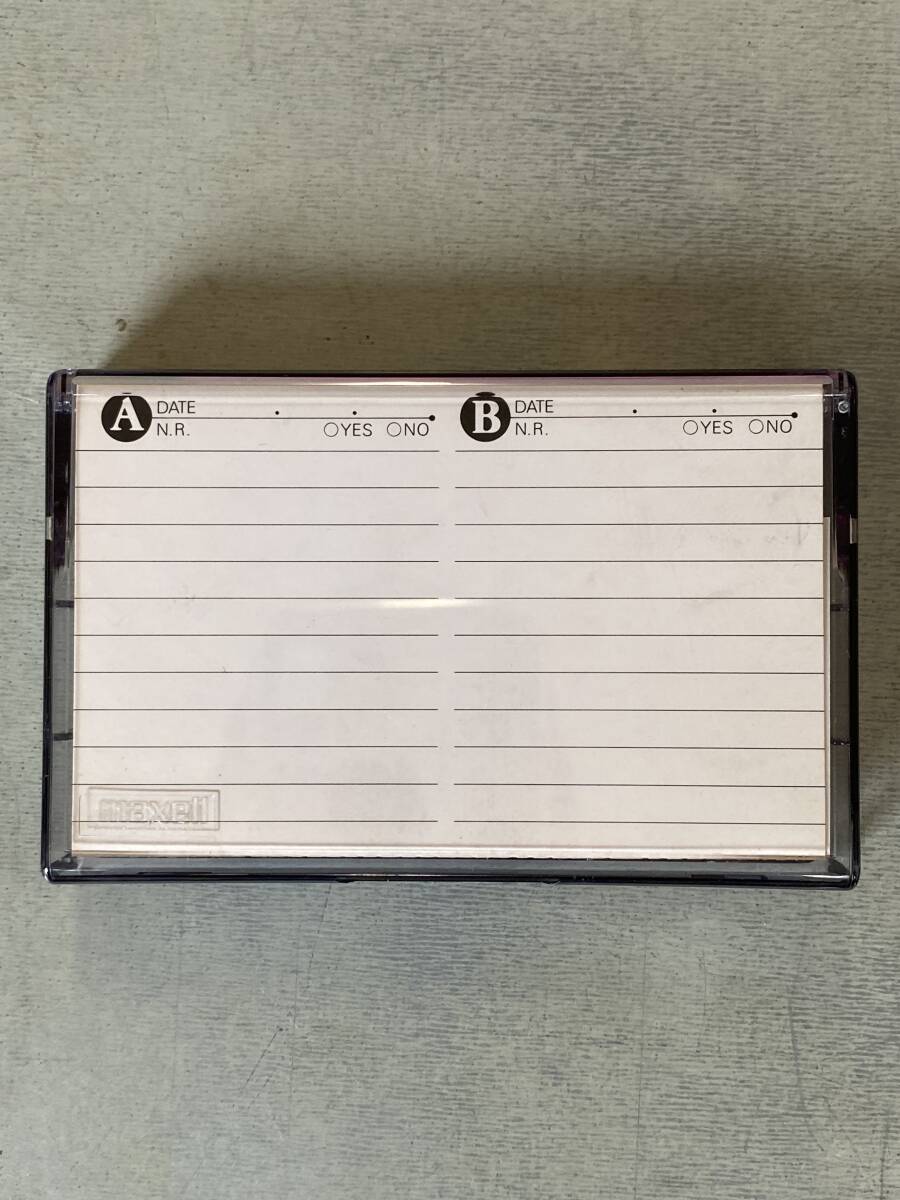 A DATE
N.R. YES NO
B DATE
N.R. YES NO
maxell